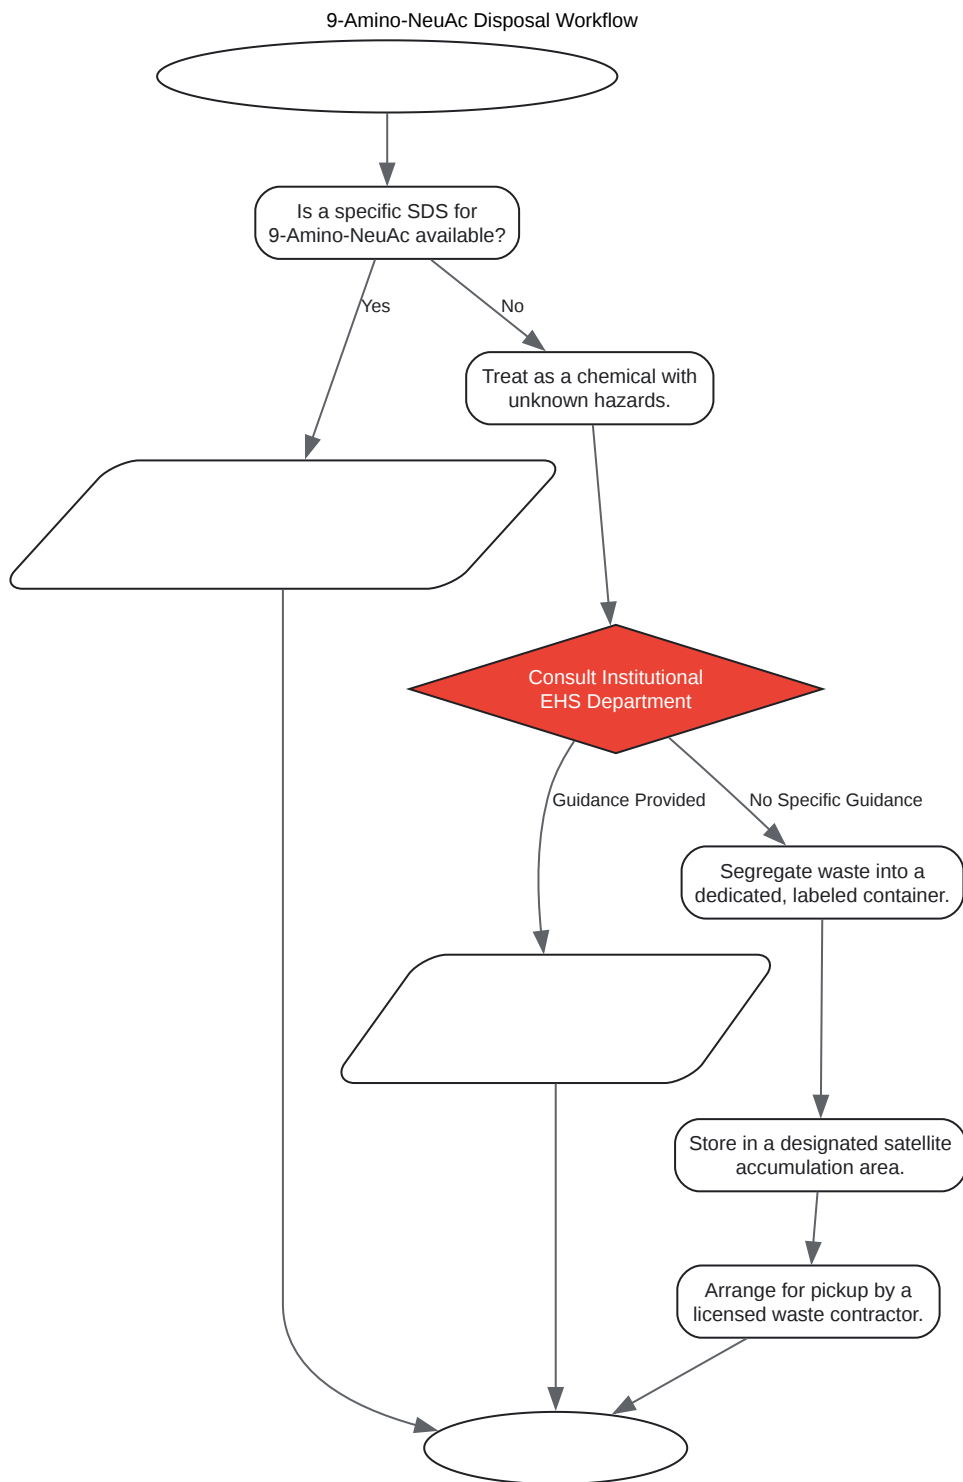 9-Amino-NeuAc Disposal Workflow
Is a specific SDS for
9-Amino-NeuAc available?
Yes
No
Treat as a chemical with
unknown hazards.
Consult Institutional
EHS Department
Guidance Provided
No Specific Guidance
Segregate waste into a
dedicated, labeled container.
Store in a designated satellite
accumulation area.
Arrange for pickup by a
licensed waste contractor.